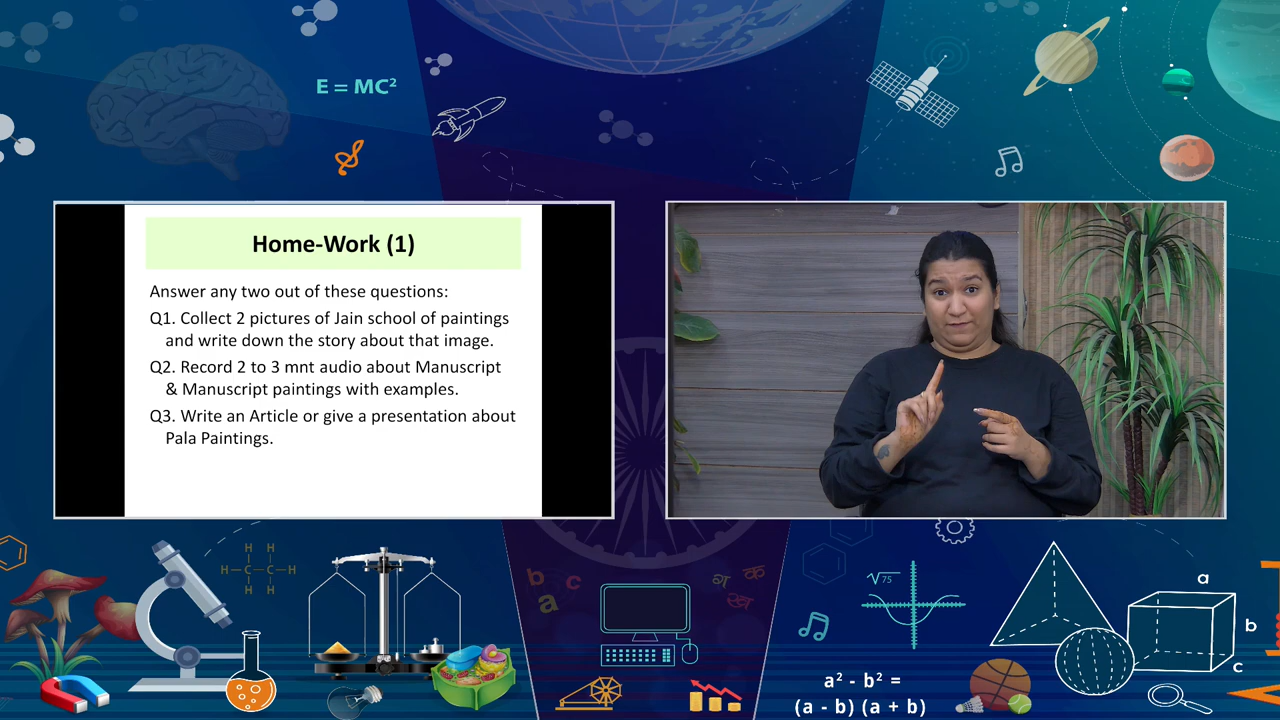 E = MC²
Home-Work (1)
Answer any two out of these questions:
Q1. Collect 2 pictures of Jain school of paintings
and write down the story about that image.
Q2. Record 2 to 3 mnt audio about Manuscript
& Manuscript paintings with examples.
Q3. Write an Article or give a presentation about
Pala Paintings.
H H
H C C H
H H
b c
a
ग क
ख
√75
a
b
c
a² - b² =
(a - b) (a + b)